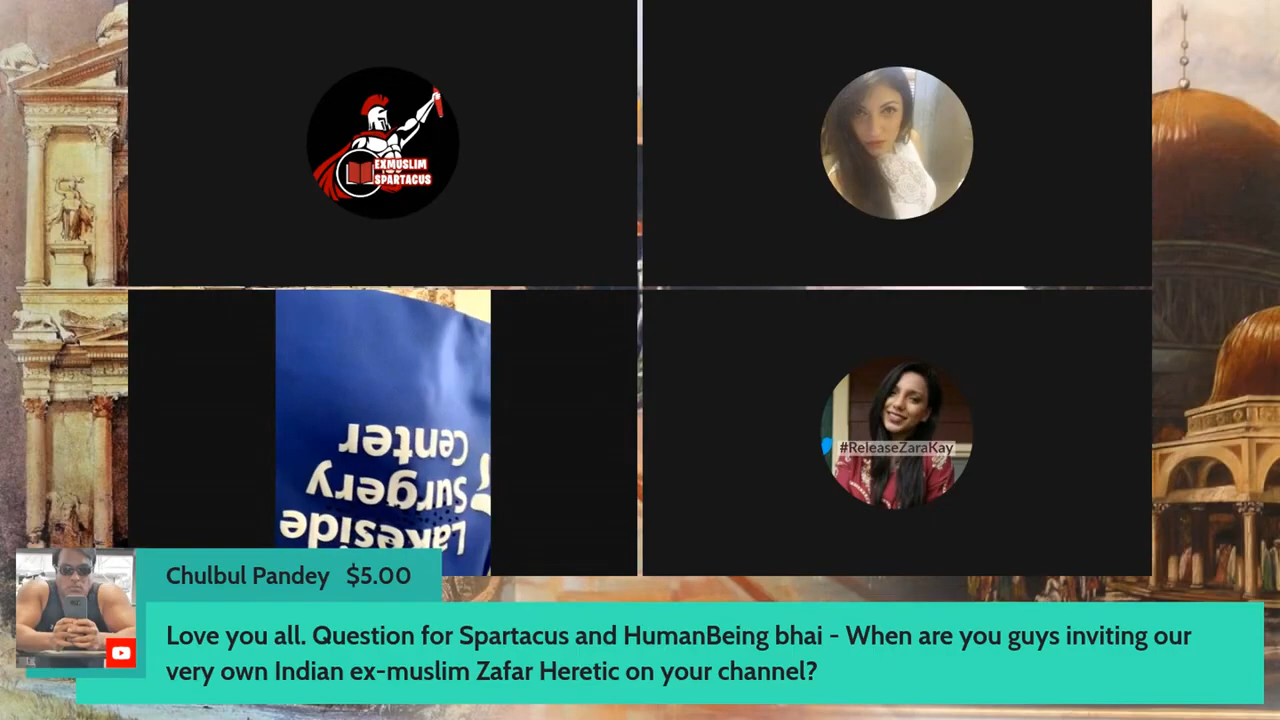 EXMUSLIM
SPARTACUS
Lakeside
Surgery
Center
#ReleaseZaraKay
Chulbul Pandey $5.00
Love you all. Question for Spartacus and HumanBeing bhai - When are you guys inviting our
very own Indian ex-muslim Zafar Heretic on your channel?